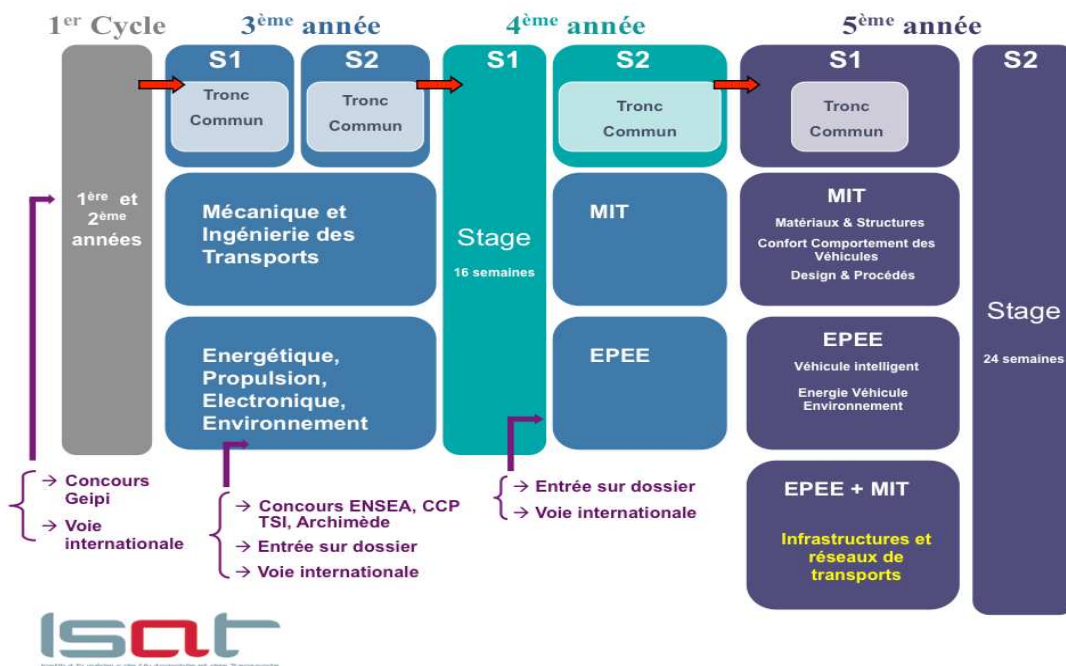 1er Cycle
3ème année
4ème année
5ème année
S1
S2
S1
S2
S1
S2
Tronc
Commun
Tronc
Commun
Tronc
Commun
Tronc
Commun
1ère et
2ème
années
Mécanique et
Ingénierie des
Transports
Stage
16 semaines
MIT
MIT
Matériaux & Structures
Confort Comportement des
Véhicules
Design & Procédés
Stage
24 semaines
Energétique,
Propulsion,
Electronique,
Environnement
EPEE
EPEE
Véhicule intelligent
Energie Véhicule
Environnement
→ Concours
Geipi
→ Voie
internationale
→ Concours ENSEA, CCP
TSI, Archimède
→ Entrée sur dossier
→ Voie internationale
→ Entrée sur dossier
→ Voie internationale
EPEE + MIT
Infrastructures et
réseaux de
transports
Isat